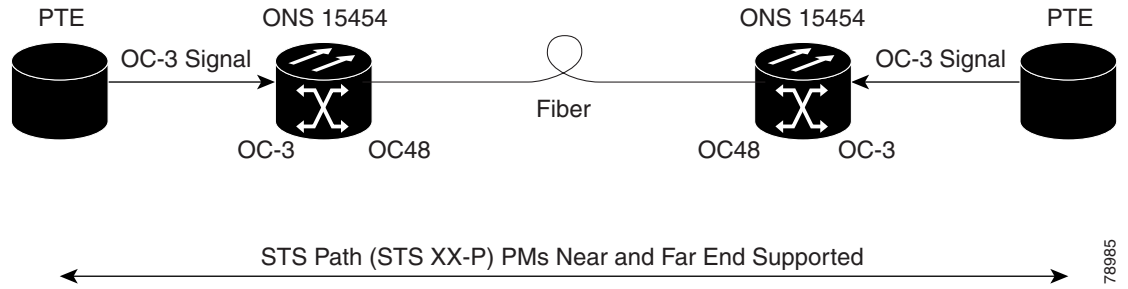 PTE
ONS 15454
ONS 15454
PTE
OC-3 Signal
OC-3 Signal
Fiber
OC-3
OC48
OC48
OC-3
STS Path (STS XX-P) PMs Near and Far End Supported
78985